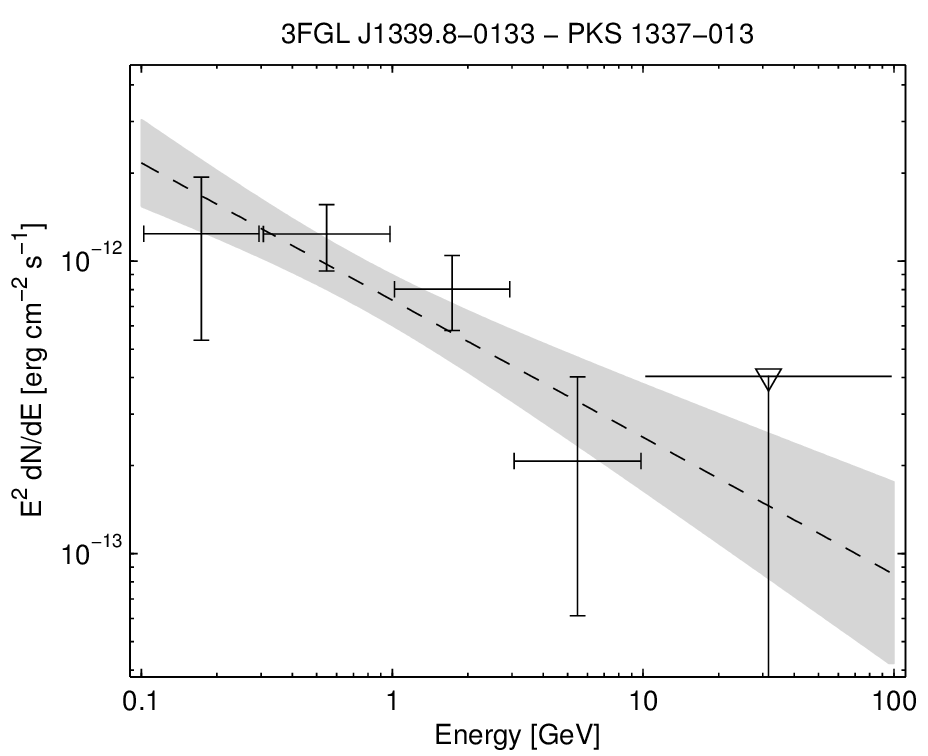 3FGL J1339.8−0133 − PKS 1337−013
E² dN/dE [erg cm⁻² s⁻¹]
10⁻¹²
10⁻¹³
0.1 1 10 100
Energy [GeV]